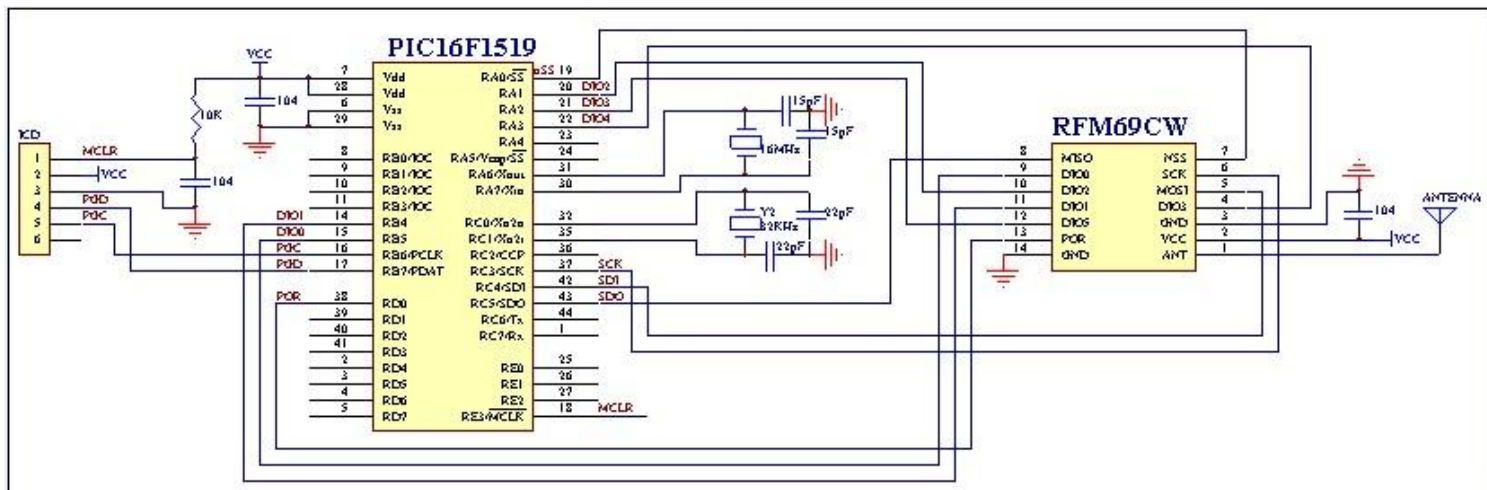 PIC16F1519
VCC
104
10K
ICD
1 MCLR
2 VCC
3
4 PGD
5 PGC
6
104
7 Vdd
28 Vdd
6 Vss
29 Vss
8 RB0/IOC
9 RB1/IOC
10 RB2/IOC
11 RB3/IOC
DIO1 14 RB4
DIO0 15 RB5
PGC 16 RB6/PCLK
PGD 17 RB7/PDAT
POR 38 RD0
39 RD1
40 RD2
41 RD3
2 RD4
3 RD5
4 RD6
5 RD7
RA0/SS nSS 19
RA1 20 DIO2
RA2 21 DIO3
RA3 22 DIO4
RA4 23
RA5/Vcap/SS 24
RA6/Xout 31
RA7/Xin 30
RC0/Xo2n 32
RC1/Xo2i 35
RC2/CCP 36
RC3/SCK 37 SCK
RC4/SDI 42 SDI
RC5/SDO 43 SDO
RC6/Tx 44
RC7/Rx 1
RE0 25
RE1 26
RE2 27
RE3/MCLK 18 MCLR
15pF
15pF
16MHz
Y2
32KHz
22pF
22pF
RFM69CW
8 MISO
9 DIO0
10 DIO2
11 DIO1
12 DIO5
13 POR
14 GND
NSS 7
SCK 6
MOSI 5
DIO3 4
GND 3
VCC 2
ANT 1
104
VCC
ANTENNA